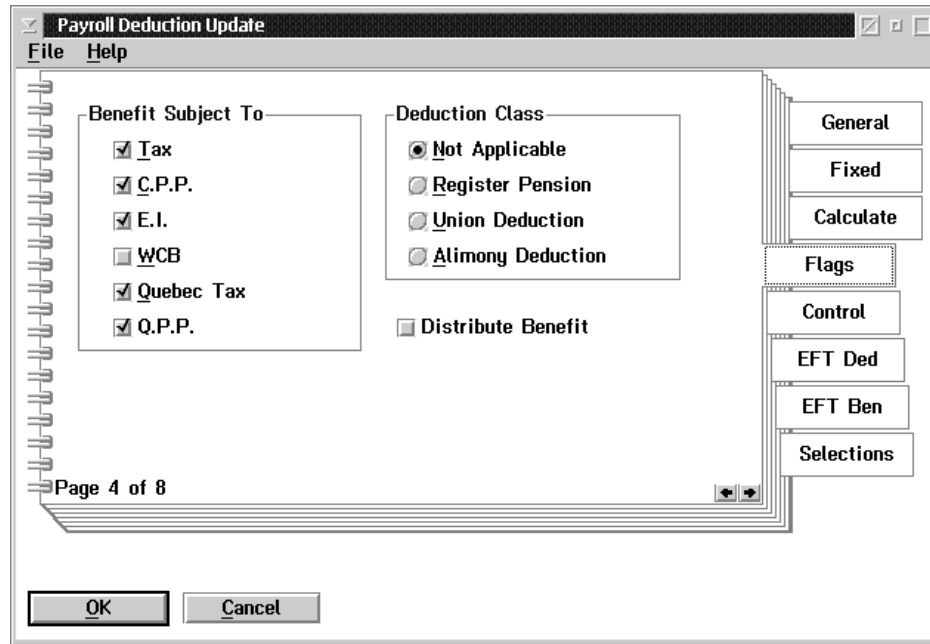 Payroll Deduction Update
File Help
Benefit Subject To
Tax
C.P.P.
E.I.
WCB
Quebec Tax
Q.P.P.
Deduction Class
Not Applicable
Register Pension
Union Deduction
Alimony Deduction
Distribute Benefit
General
Fixed
Calculate
Flags
Control
EFT Ded
EFT Ben
Selections
Page 4 of 8
OK Cancel